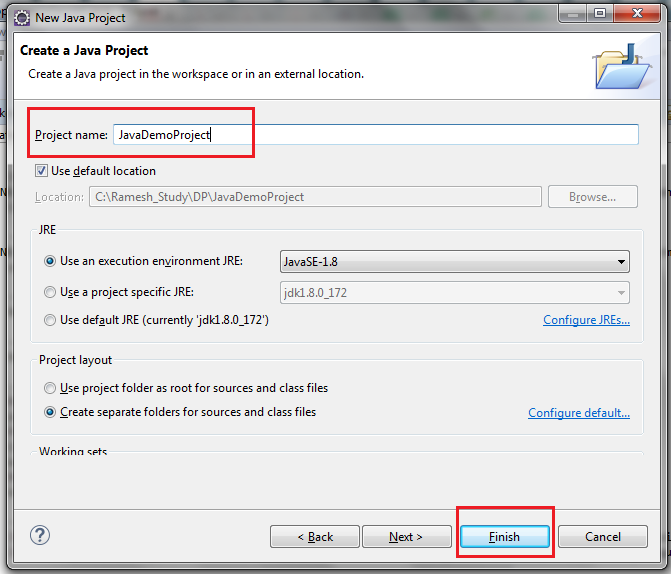 New Java Project
Create a Java Project
Create a Java project in the workspace or in an external location.
Project name: JavaDemoProject
Use default location
Location: C:\Ramesh_Study\DP\JavaDemoProject Browse...
JRE
Use an execution environment JRE: JavaSE-1.8
Use a project specific JRE: jdk1.8.0_172
Use default JRE (currently 'jdk1.8.0_172') Configure JREs...
Project layout
Use project folder as root for sources and class files
Create separate folders for sources and class files Configure default...
Working sets
? < Back Next > Finish Cancel